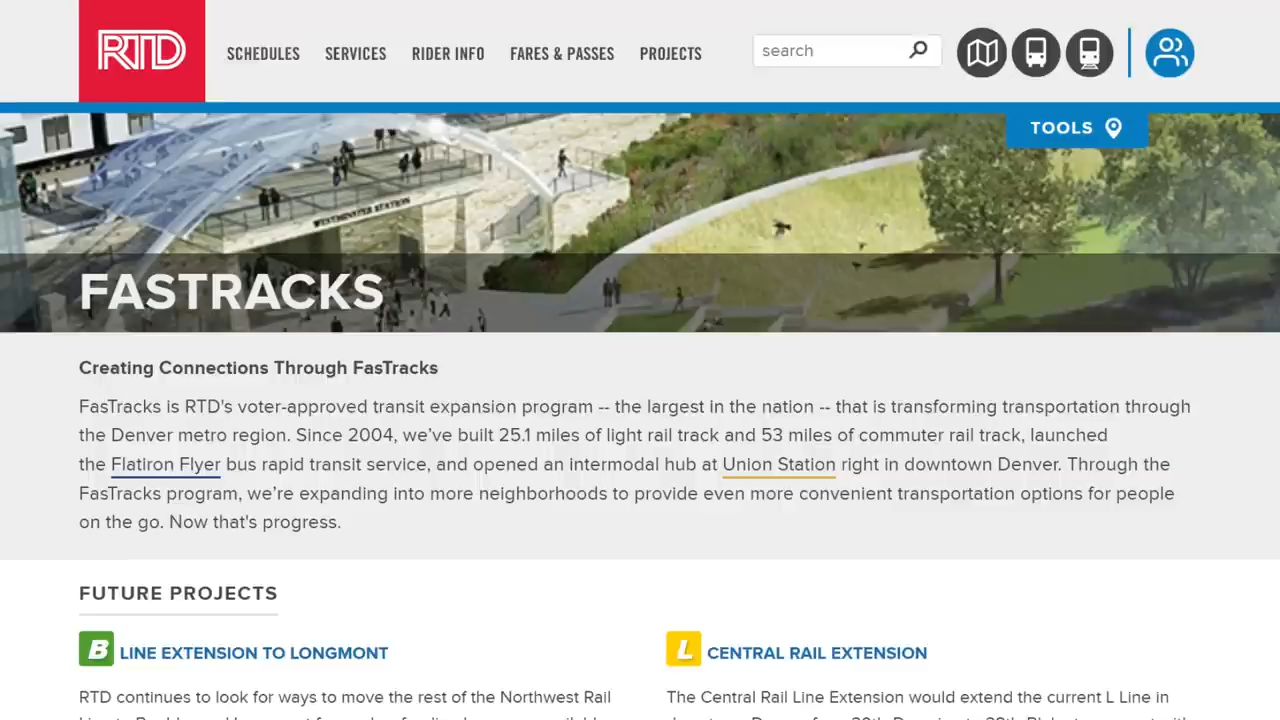 RTD
SCHEDULES SERVICES RIDER INFO FARES & PASSES PROJECTS
search
TOOLS
WESTMINSTER STATION
FASTRACKS
Creating Connections Through FasTracks
FasTracks is RTD's voter-approved transit expansion program -- the largest in the nation -- that is transforming transportation through
the Denver metro region. Since 2004, we've built 25.1 miles of light rail track and 53 miles of commuter rail track, launched
the Flatiron Flyer bus rapid transit service, and opened an intermodal hub at Union Station right in downtown Denver. Through the
FasTracks program, we're expanding into more neighborhoods to provide even more convenient transportation options for people
on the go. Now that's progress.
FUTURE PROJECTS
B LINE EXTENSION TO LONGMONT
RTD continues to look for ways to move the rest of the Northwest Rail
L CENTRAL RAIL EXTENSION
The Central Rail Line Extension would extend the current L Line in